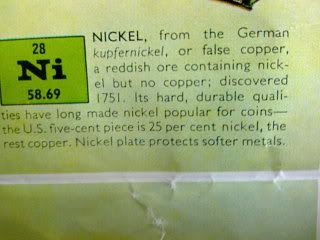 28
Ni
58.69
NICKEL, from the German
kupfernickel, or false copper,
a reddish ore containing nick-
el but no copper; discovered
1751. Its hard, durable quali-
ties have long made nickel popular for coins—
the U.S. five-cent piece is 25 per cent nickel, the
rest copper. Nickel plate protects softer metals.